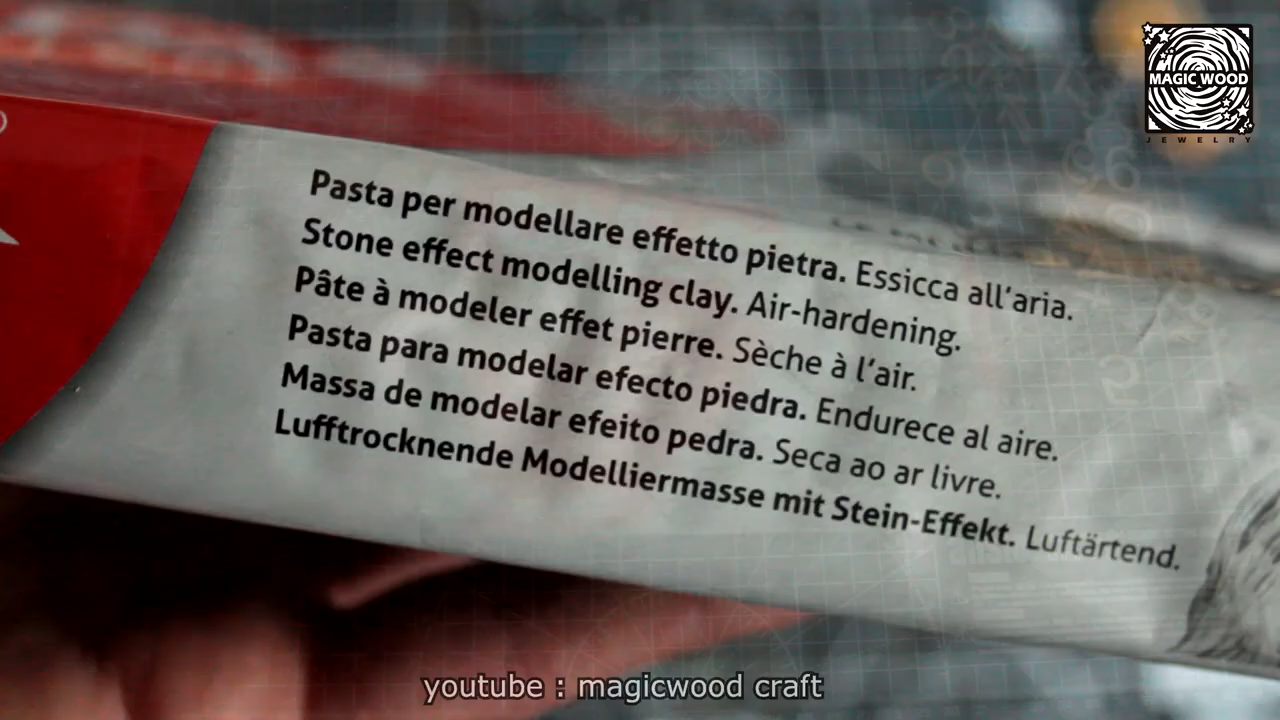 MAGIC WOOD
JEWELRY
Pasta per modellare effetto pietra. Essicca all’aria.
Stone effect modelling clay. Air-hardening.
Pâte à modeler effet pierre. Sèche à l’air.
Pasta para modelar efecto piedra. Endurece al aire.
Massa de modelar efeito pedra. Seca ao ar livre.
Lufftrocknende Modelliermasse mit Stein-Effekt. Luftärtend.
youtube : magicwood craft